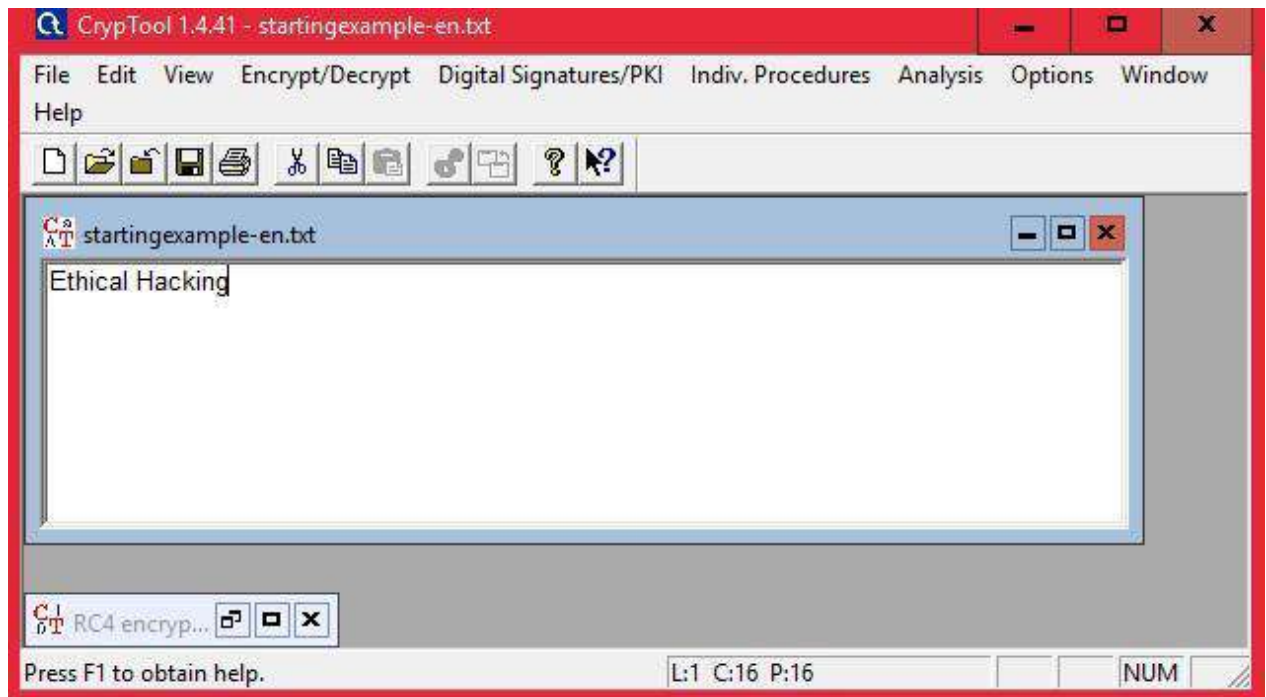 CrypTool 1.4.41 - startingexample-en.txt
File Edit View Encrypt/Decrypt Digital Signatures/PKI Indiv. Procedures Analysis Options Window
Help
startingexample-en.txt
Ethical Hacking
RC4 encryp...
Press F1 to obtain help. L:1 C:16 P:16 NUM